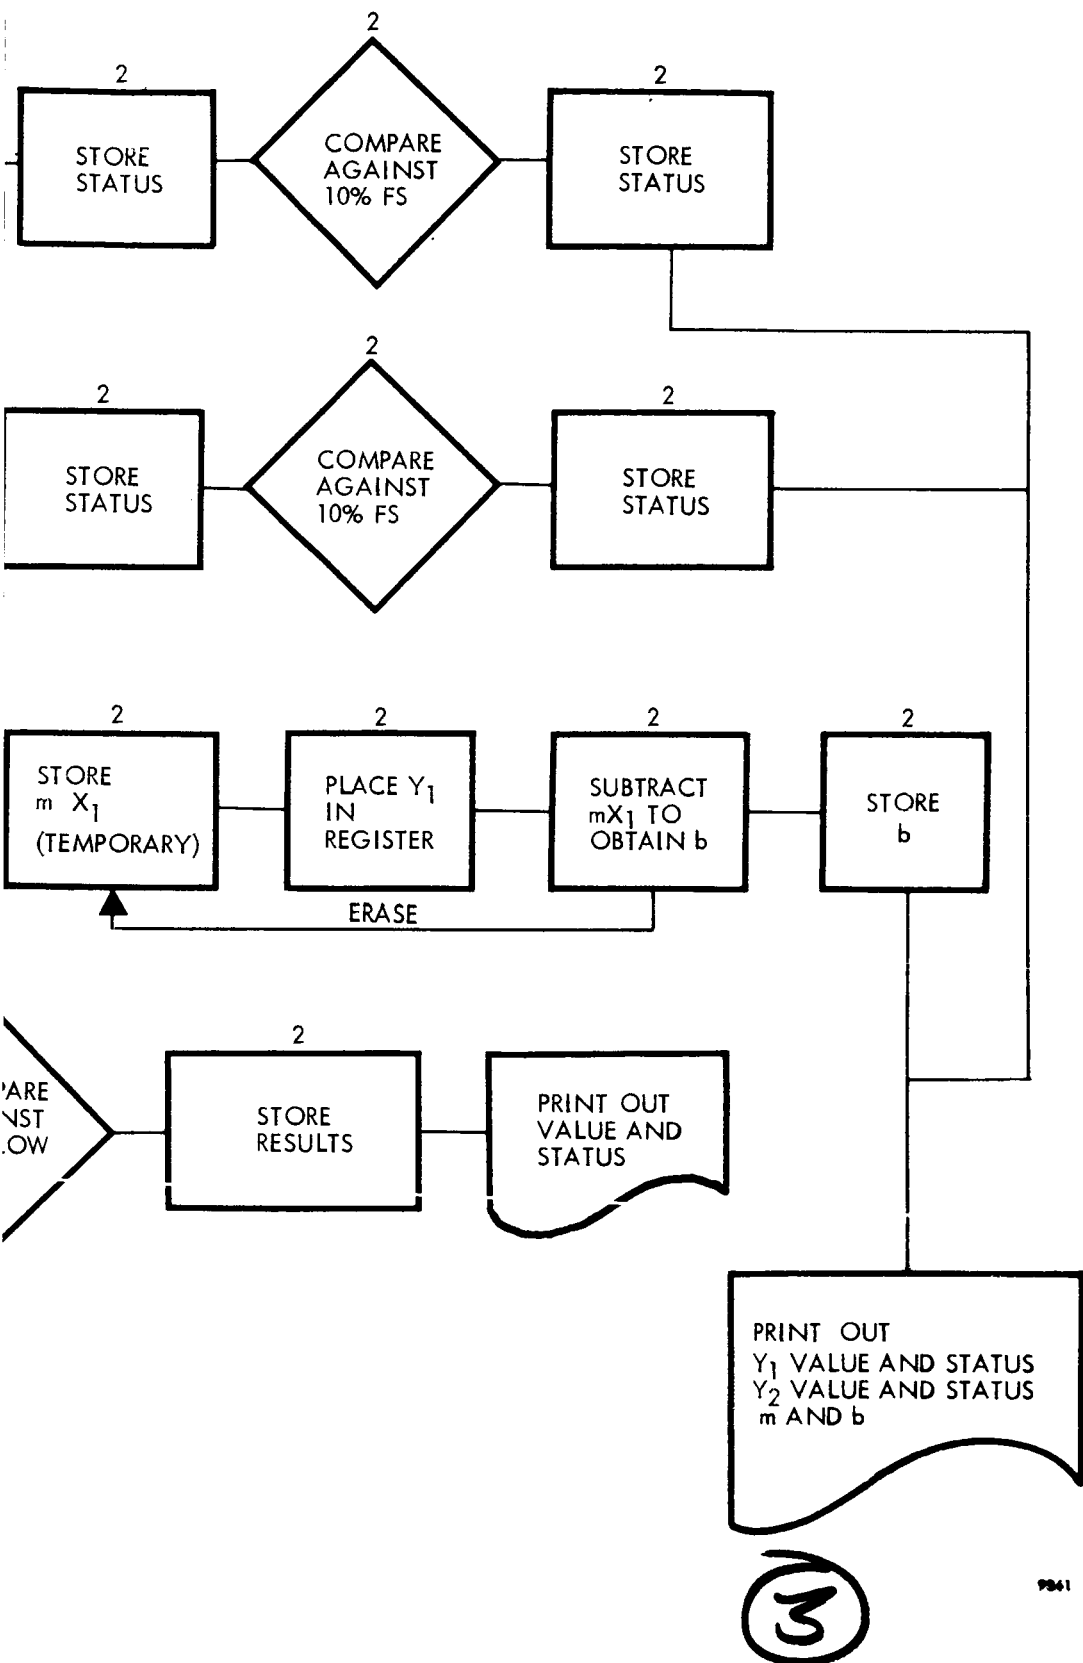 2
2
STORE
STATUS
COMPARE
AGAINST
10% FS
2
STORE
STATUS
2
STORE
STATUS
2
COMPARE
AGAINST
10% FS
2
STORE
STATUS
2
STORE
m X1
(TEMPORARY)
2
PLACE Y1
IN
REGISTER
2
SUBTRACT
mX1 TO
OBTAIN b
2
STORE
b
ERASE
2
STORE
RESULTS
PRINT OUT
VALUE AND
STATUS
PRINT OUT
Y1 VALUE AND STATUS
Y2 VALUE AND STATUS
m AND b
3